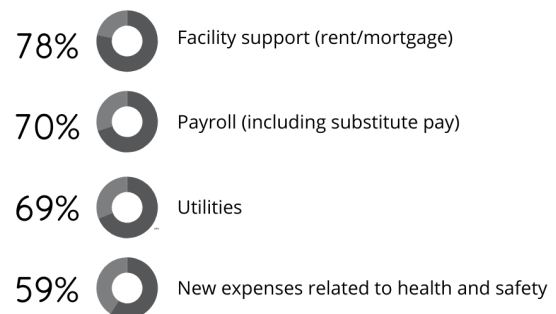 78% Facility support (rent/mortgage)
70% Payroll (including substitute pay)
69% Utilities
59% New expenses related to health and safety